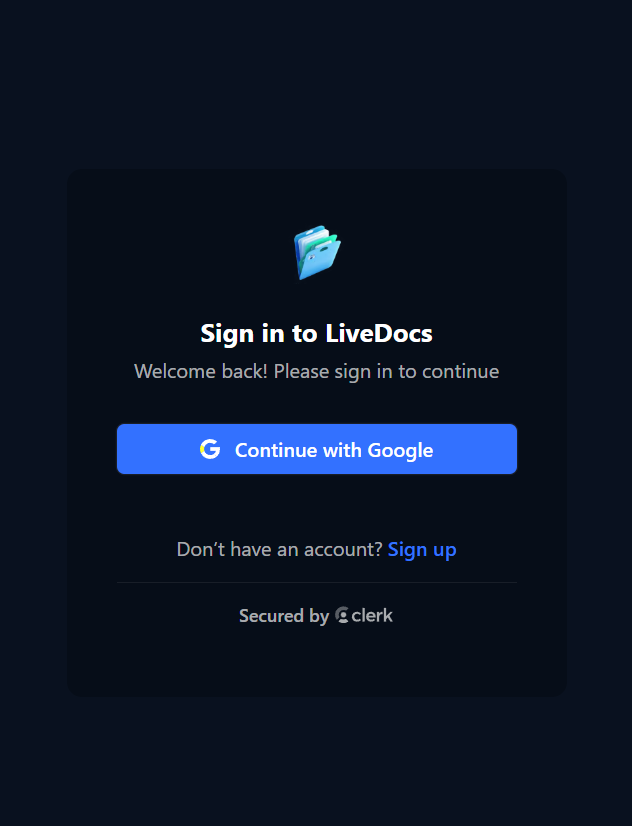 Sign in to LiveDocs
Welcome back! Please sign in to continue
Continue with Google
Don’t have an account? Sign up
Secured by clerk